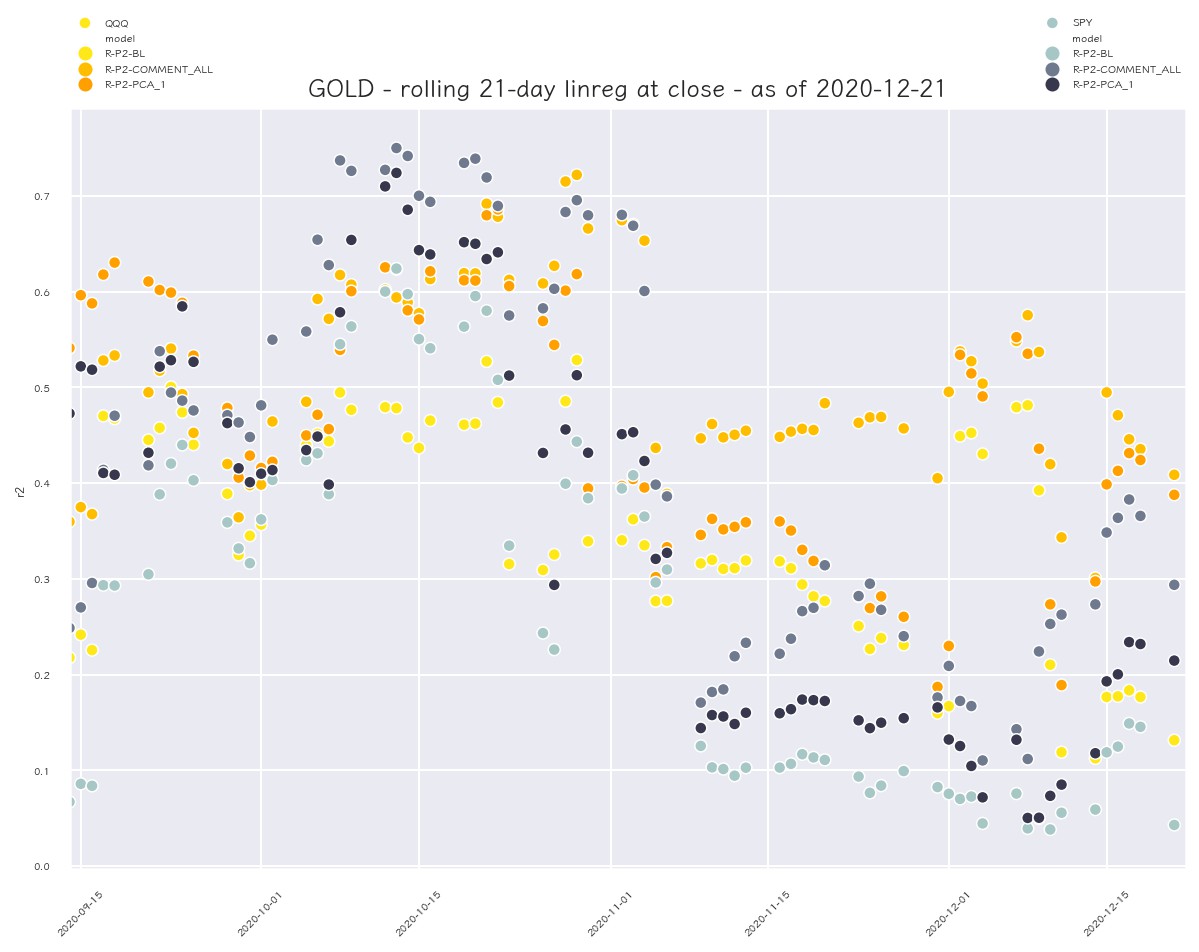 QQQ
model
R-P2-BL
R-P2-COMMENT_ALL
R-P2-PCA_1
SPY
model
R-P2-BL
R-P2-COMMENT_ALL
R-P2-PCA_1
GOLD - rolling 21-day linreg at close - as of 2020-12-21
r2
0.7
0.6
0.5
0.4
0.3
0.2
0.1
0.0
2020-09-15
2020-10-01
2020-10-15
2020-11-01
2020-11-15
2020-12-01
2020-12-15